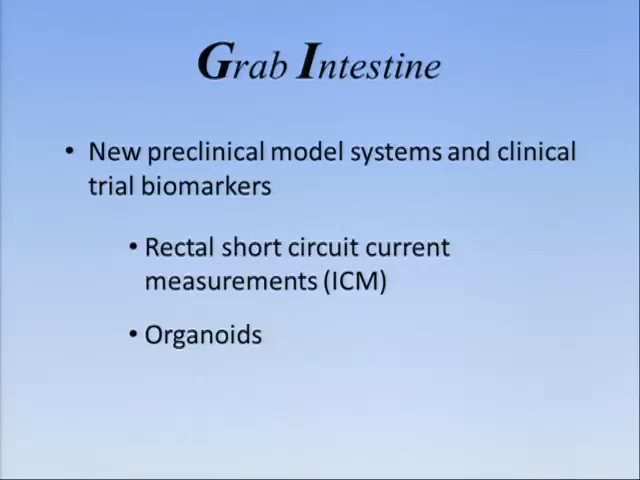 Grab Intestine
• New preclinical model systems and clinical
trial biomarkers
• Rectal short circuit current
measurements (ICM)
• Organoids